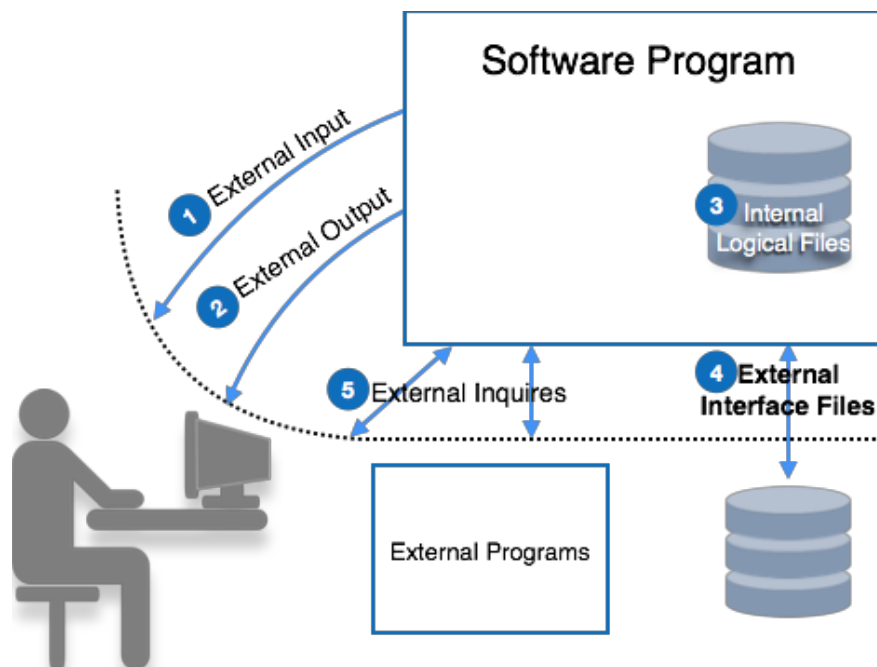 Software Program
1 External Input
2 External Output
3 Internal
Logical Files
4 External
Interface Files
5 External Inquires
External Programs